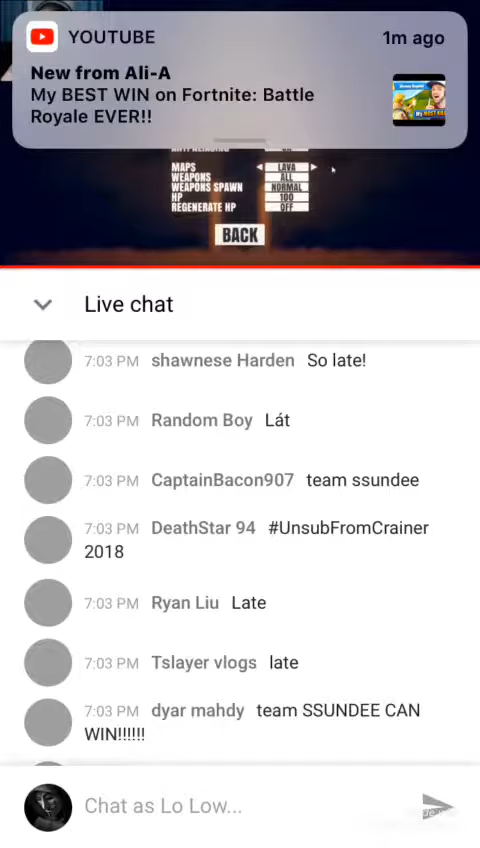 YOUTUBE 1m ago
New from Ali-A
My BEST WIN on Fortnite: Battle
Royale EVER!!
MAPS LAVA
WEAPONS ALL
WEAPONS SPAWN NORMAL
HP 100
REGENERATE HP OFF
BACK
Live chat
7:03 PM shawnese Harden So late!
7:03 PM Random Boy Lát
7:03 PM CaptainBacon907 team ssundee
7:03 PM DeathStar 94 #UnsubFromCrainer
2018
7:03 PM Ryan Liu Late
7:03 PM Tslayer vlogs late
7:03 PM dyar mahdy team SSUNDEE CAN
WIN!!!!!!
Chat as Lo Low...